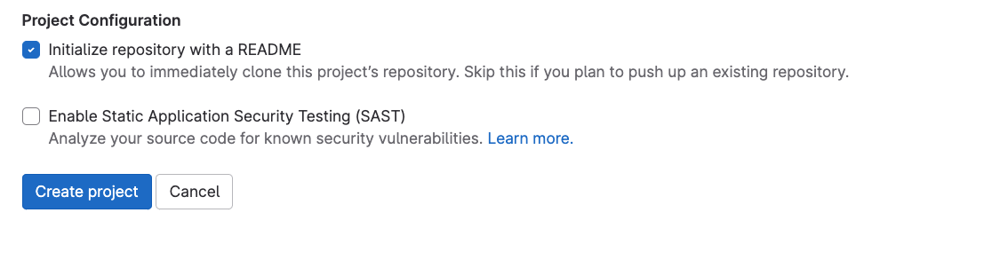 Project Configuration
Initialize repository with a README
Allows you to immediately clone this project's repository. Skip this if you plan to push up an existing repository.
Enable Static Application Security Testing (SAST)
Analyze your source code for known security vulnerabilities. Learn more.
Create project Cancel